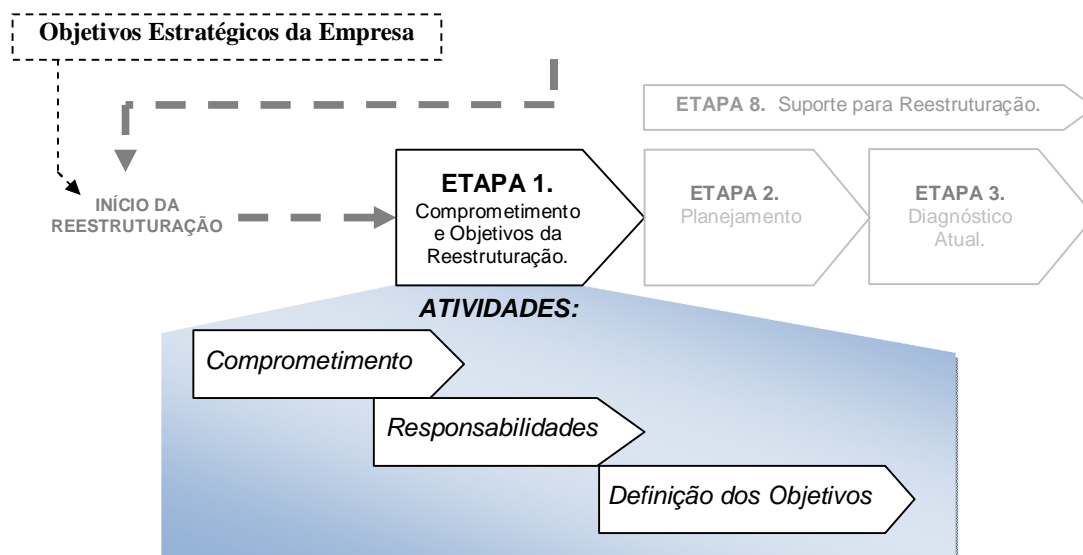 Objetivos Estratégicos da Empresa
ETAPA 8. Suporte para Reestruturação.
INÍCIO DA
REESTRUTURAÇÃO
ETAPA 1.
Comprometimento
e Objetivos da
Reestruturação.
ETAPA 2.
Planejamento
ETAPA 3.
Diagnóstico
Atual.
ATIVIDADES:
Comprometimento
Responsabilidades
Definição dos Objetivos